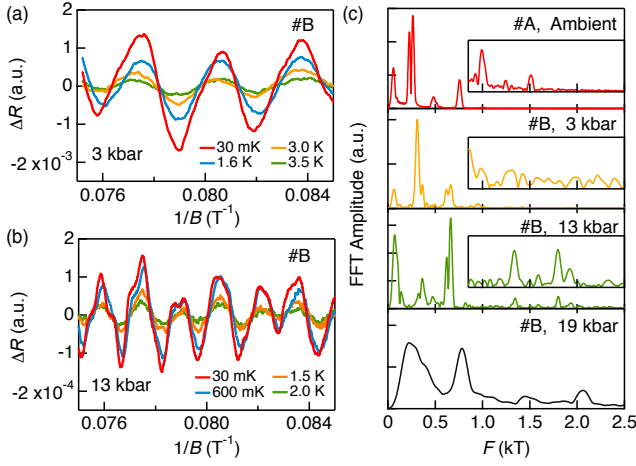 (a)
#B
2
1
0
-1
-2 x10⁻³
ΔR (a.u.)
3 kbar
30 mK
1.6 K
3.0 K
3.5 K
0.076
0.080
0.084
1/B (T⁻¹)
(b)
#B
2
1
0
-1
-2 x10⁻⁴
ΔR (a.u.)
13 kbar
30 mK
600 mK
1.5 K
2.0 K
0.076
0.080
0.084
1/B (T⁻¹)
(c)
#A, Ambient
#B, 3 kbar
#B, 13 kbar
#B, 19 kbar
FFT Amplitude (a.u.)
0
0.5
1.0
1.5
2.0
2.5
F (kT)